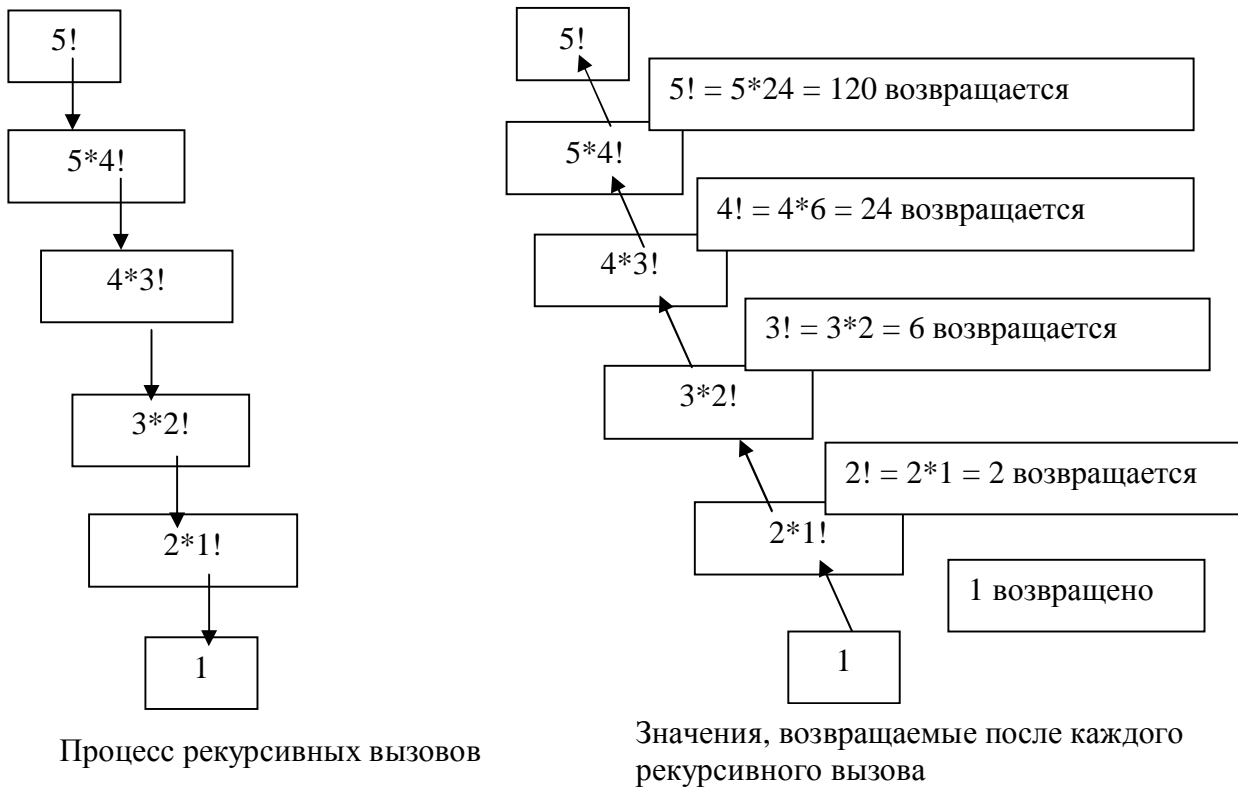 5!
5*4!
4*3!
3*2!
2*1!
1
Процесс рекурсивных вызовов
5!
5! = 5*24 = 120 возвращается
5*4!
4! = 4*6 = 24 возвращается
4*3!
3! = 3*2 = 6 возвращается
3*2!
2! = 2*1 = 2 возвращается
2*1!
1 возвращено
1
Значения, возвращаемые после каждого
рекурсивного вызова